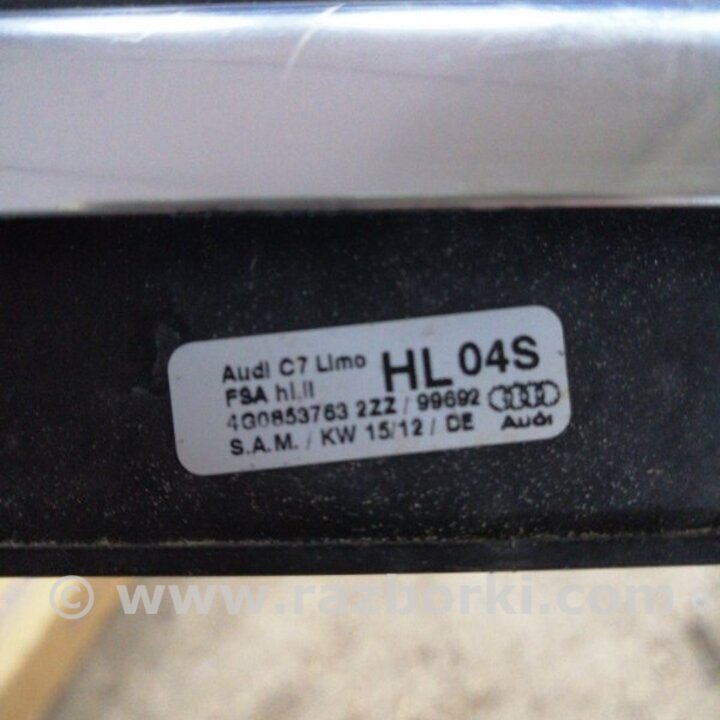 Audi C7 Limo HL 04S
FSA hl.li
4G0853763 2ZZ / 99692
S.A.M. / KW 15/12 / DE Audi
© www.razborki.com